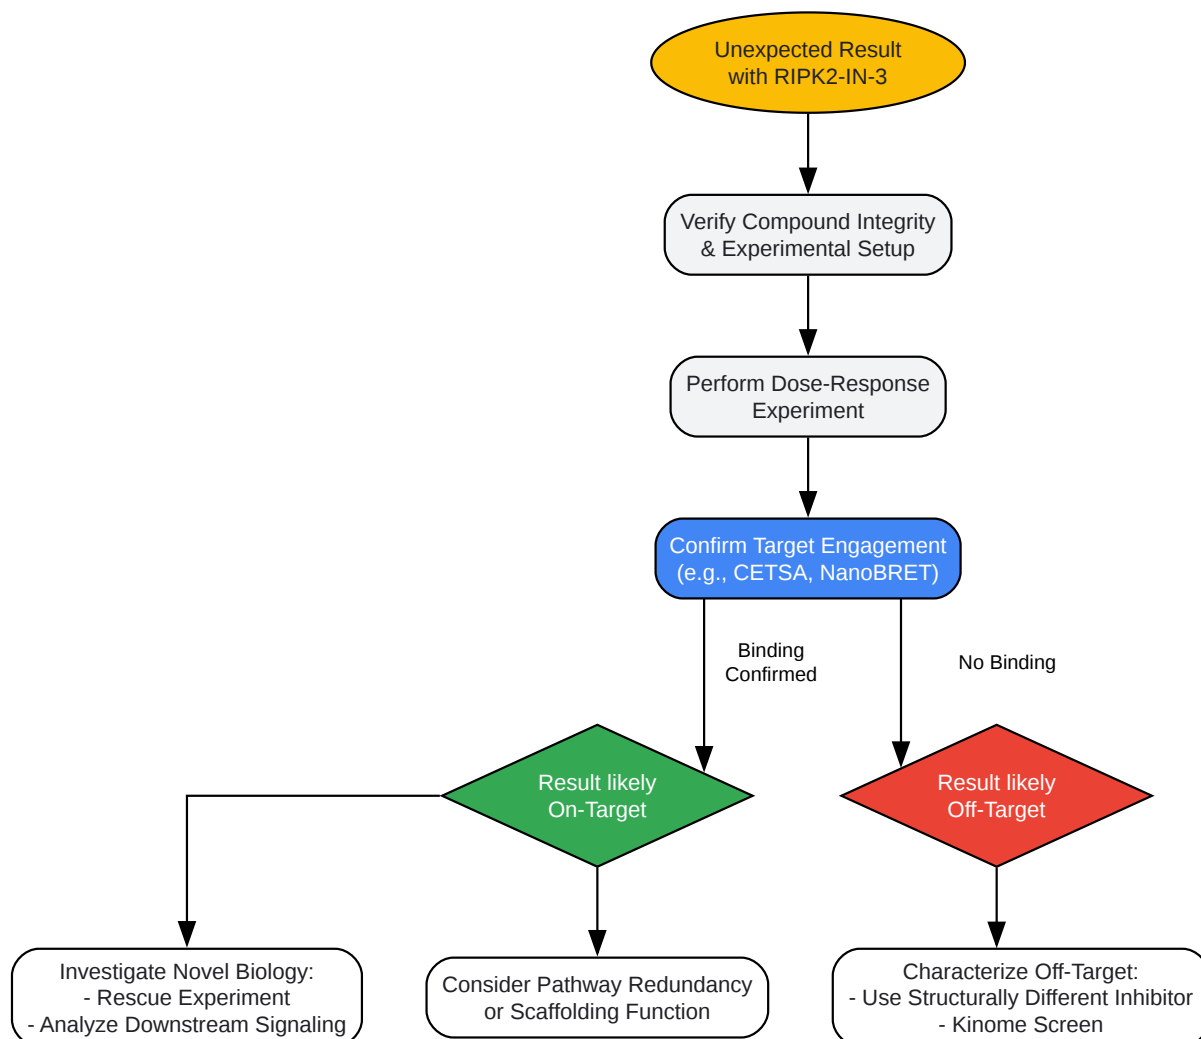 Unexpected Result
with RIPK2-IN-3
Verify Compound Integrity
& Experimental Setup
Perform Dose-Response
Experiment
Confirm Target Engagement
(e.g., CETSA, NanoBRET)
Binding
Confirmed
No Binding
Result likely
On-Target
Result likely
Off-Target
Investigate Novel Biology:
- Rescue Experiment
- Analyze Downstream Signaling
Consider Pathway Redundancy
or Scaffolding Function
Characterize Off-Target:
- Use Structurally Different Inhibitor
- Kinome Screen